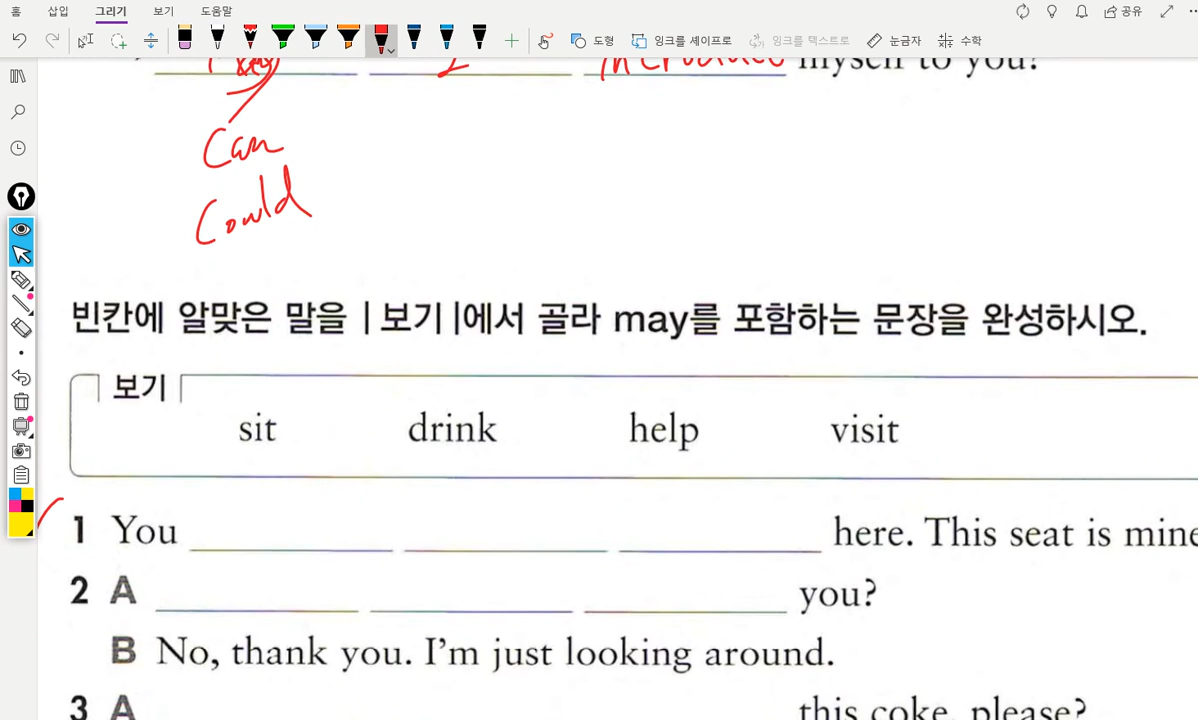 홈 삽입 그리기 보기 도움말
공유
도형 잉크를 셰이프로 잉크를 텍스트로 눈금자 수학
I introduce myself to you?
Can
Could
빈칸에 알맞은 말을 | 보기 |에서 골라 may를 포함하는 문장을 완성하시오.
보기
sit drink help visit
1 You here. This seat is mine
2 A you?
B No, thank you. I'm just looking around.
3 A this coke, please?